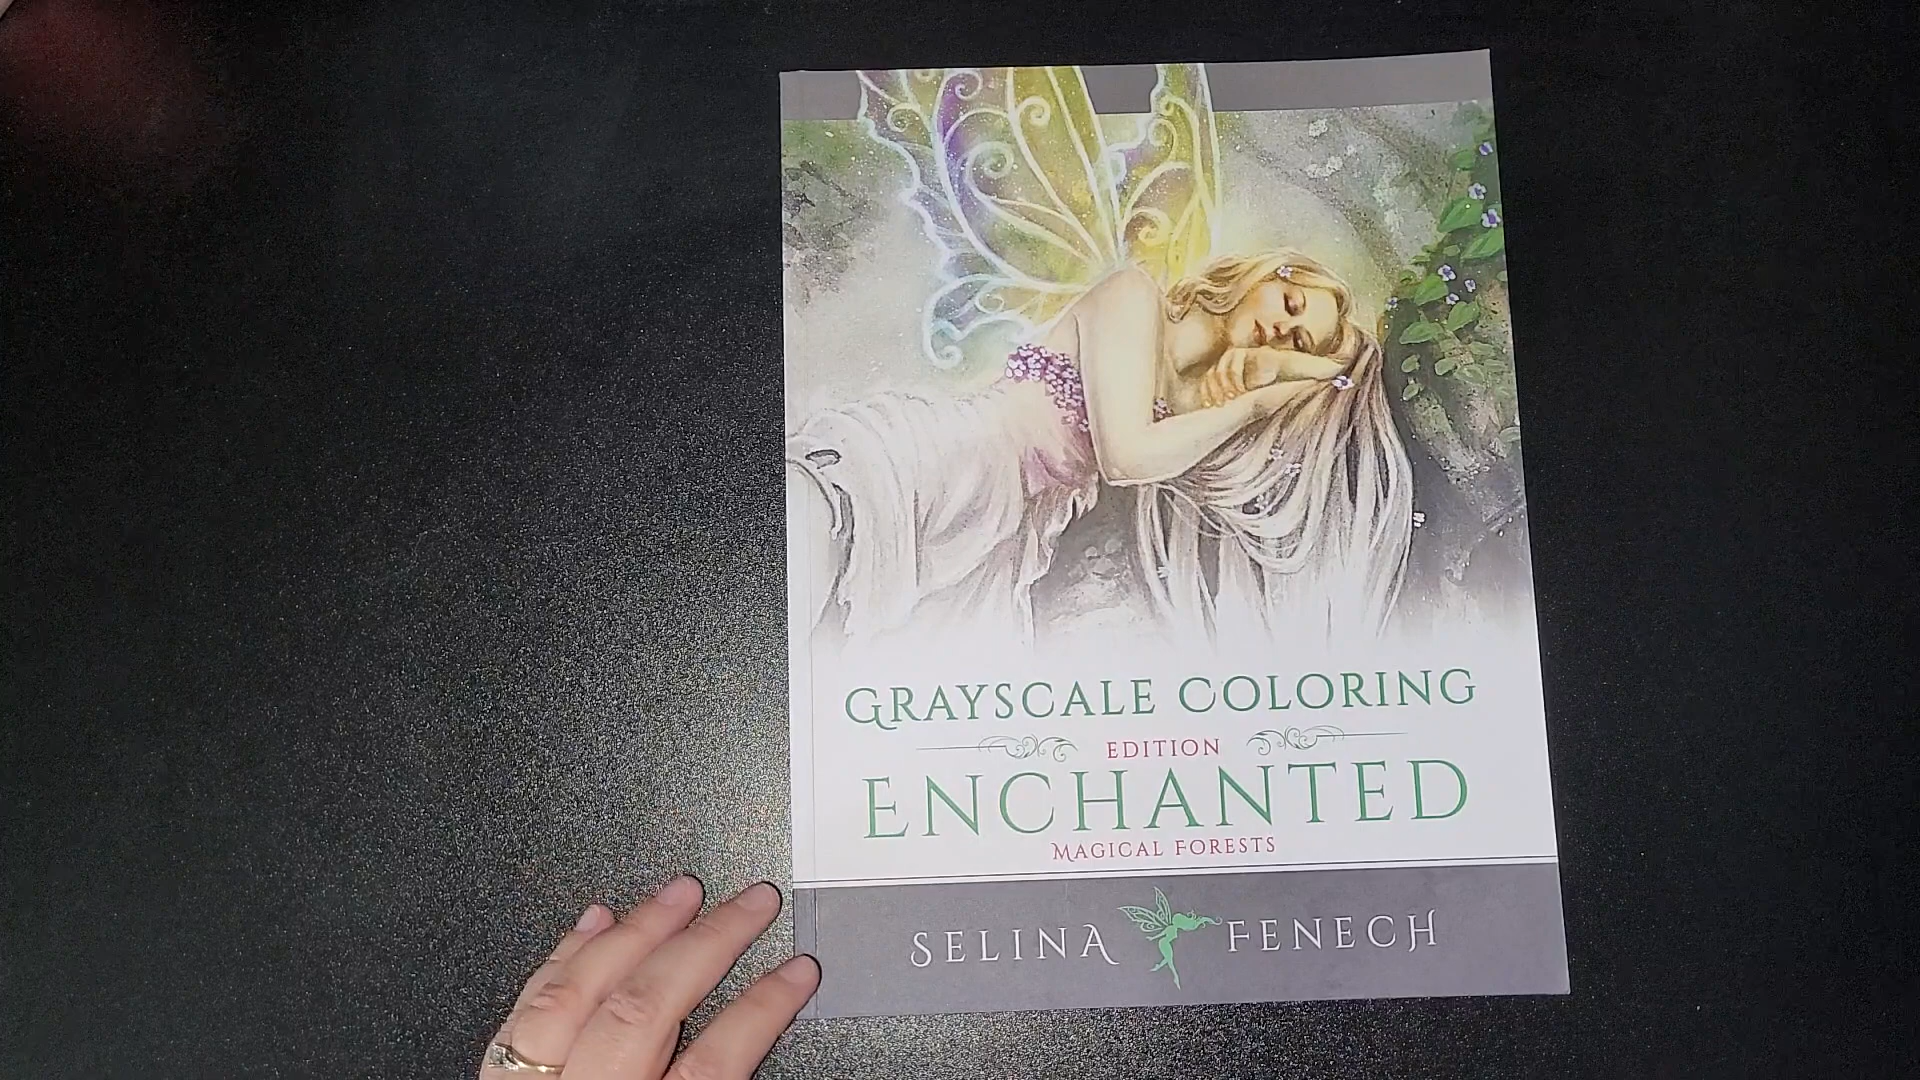 GRAYSCALE COLORING
EDITION
ENCHANTED
MAGICAL FORESTS
SELINA FENECH